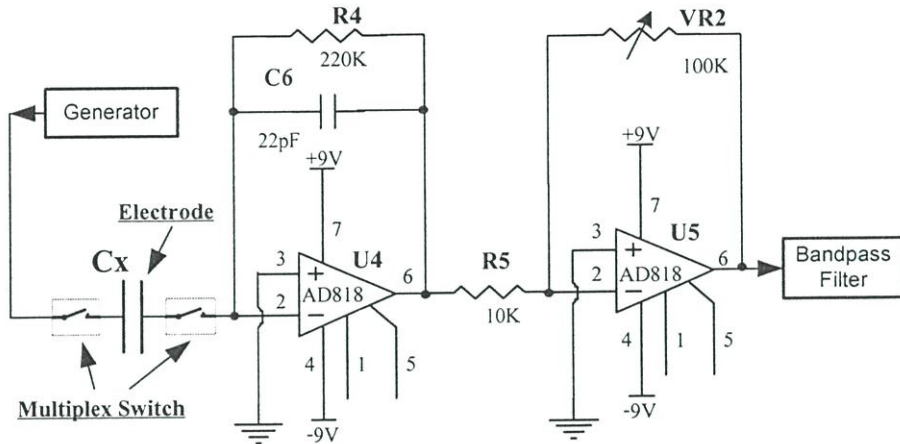 R4
VR2
220K
100K
C6
Generator
22pF
+9V
+9V
Electrode
7
7
Cx
3
U4
3
U5
6
R5
6
Bandpass
Filter
AD818
AD818
2
2
10K
4
1
5
4
1
5
Multiplex Switch
-9V
-9V
+
−
+
−